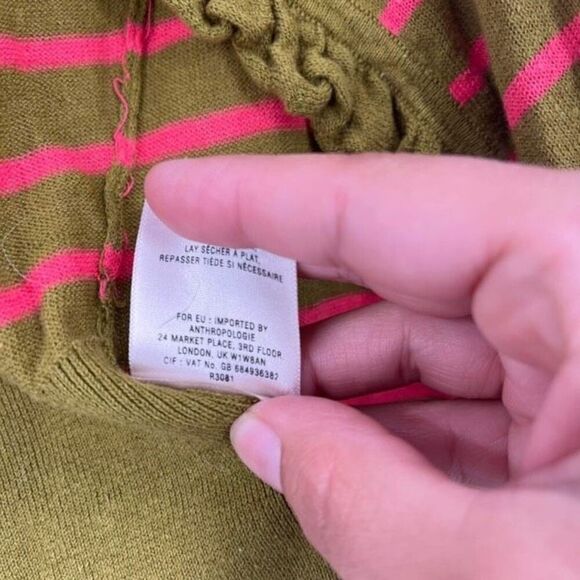 LAY SÉCHER À PLAT,
REPASSER TIÈDE SI NÉCESSAIRE
FOR EU : IMPORTED BY
ANTHROPOLOGIE
24 MARKET PLACE, 3RD FLOOR,
LONDON, UK W1W8AN
CIF : VAT No. GB 684936382
R3081